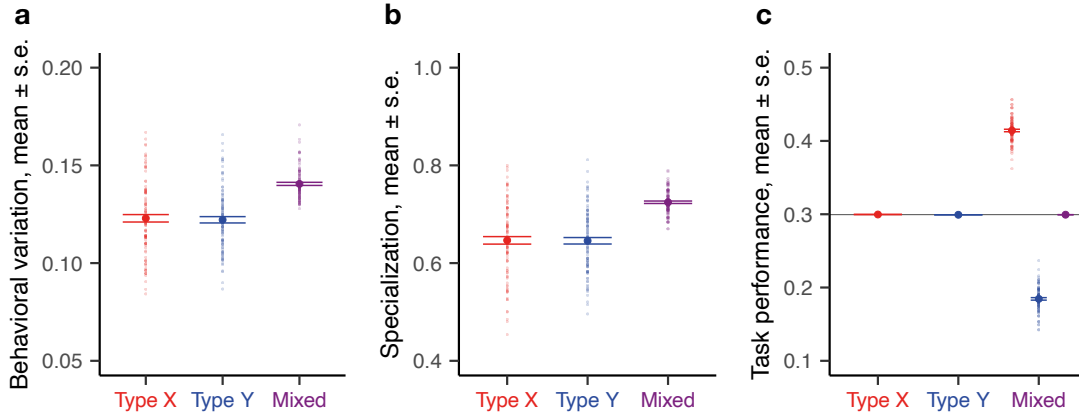 a
Behavioral variation, mean ± s.e.
0.20
0.15
0.10
0.05
Type X Type Y Mixed
b
Specialization, mean ± s.e.
1.0
0.8
0.6
0.4
Type X Type Y Mixed
c
Task performance, mean ± s.e.
0.5
0.4
0.3
0.2
0.1
Type X Type Y Mixed